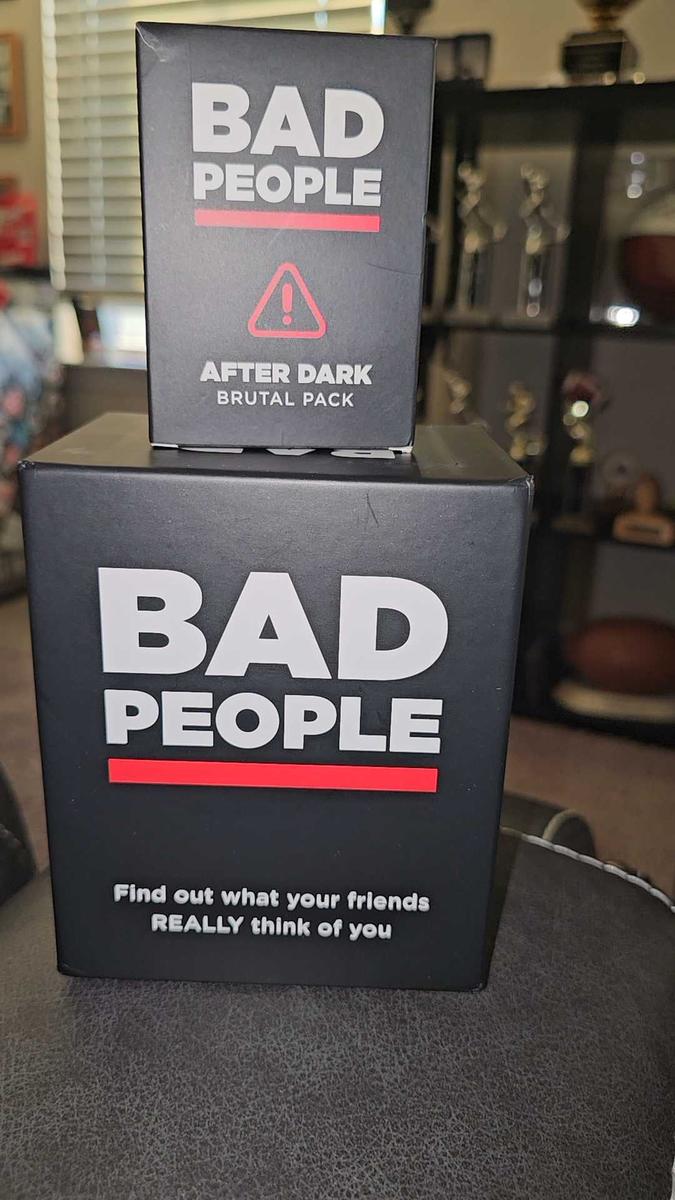 BAD
PEOPLE
AFTER DARK
BRUTAL PACK
BAD
PEOPLE
Find out what your friends
REALLY think of you